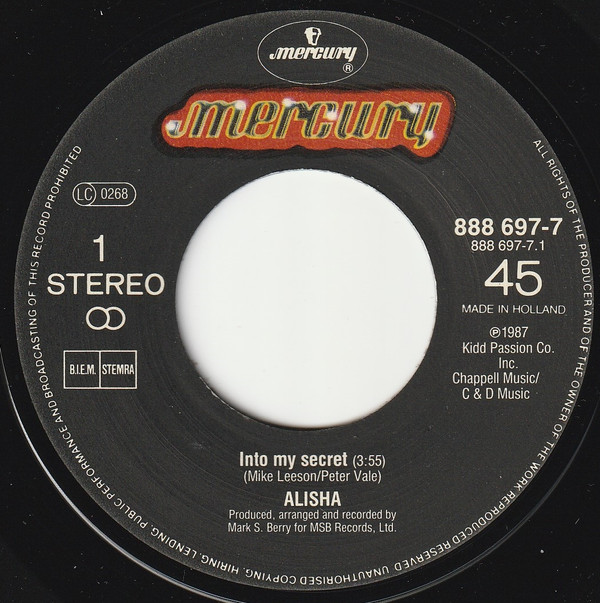 mercury
®
mercury
LC 0268
1
STEREO
B.I.E.M. STEMRA
888 697-7
888 697-7.1
45
MADE IN HOLLAND
℗1987
Kidd Passion Co.
Inc.
Chappell Music/
C & D Music
Into my secret (3:55)
(Mike Leeson/Peter Vale)
ALISHA
Produced, arranged and recorded by
Mark S. Berry for MSB Records, Ltd.
ALL RIGHTS OF THE PRODUCER AND OF THE OWNER OF THE WORK REPRODUCED RESERVED. UNAUTHORISED COPYING, HIRING, LENDING, PUBLIC PERFORMANCE AND BROADCASTING OF THIS RECORD PROHIBITED